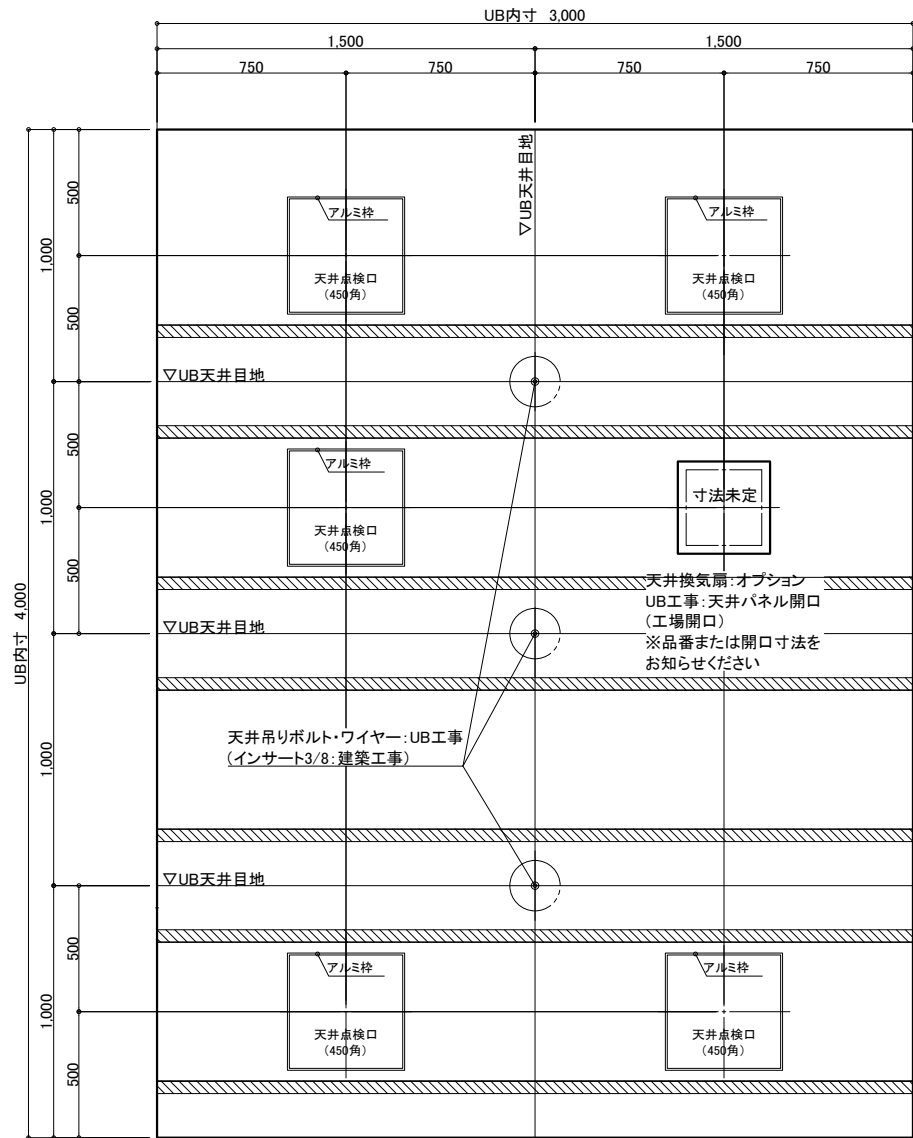 UB内寸 3,000
1,500
1,500
750
750
750
750
UB内寸 4,000
1,000
1,000
1,000
1,000
500
500
500
500
500
500
▽UB天井目地
アルミ枠
天井点検口
(450角)
アルミ枠
天井点検口
(450角)
▽UB天井目地
アルミ枠
天井点検口
(450角)
寸法未定
天井換気扇:オプション
UB工事:天井パネル開口
(工場開口)
※品番または開口寸法を
お知らせください
▽UB天井目地
天井吊りボルト・ワイヤー:UB工事
(インサート3/8:建築工事)
▽UB天井目地
アルミ枠
天井点検口
(450角)
アルミ枠
天井点検口
(450角)